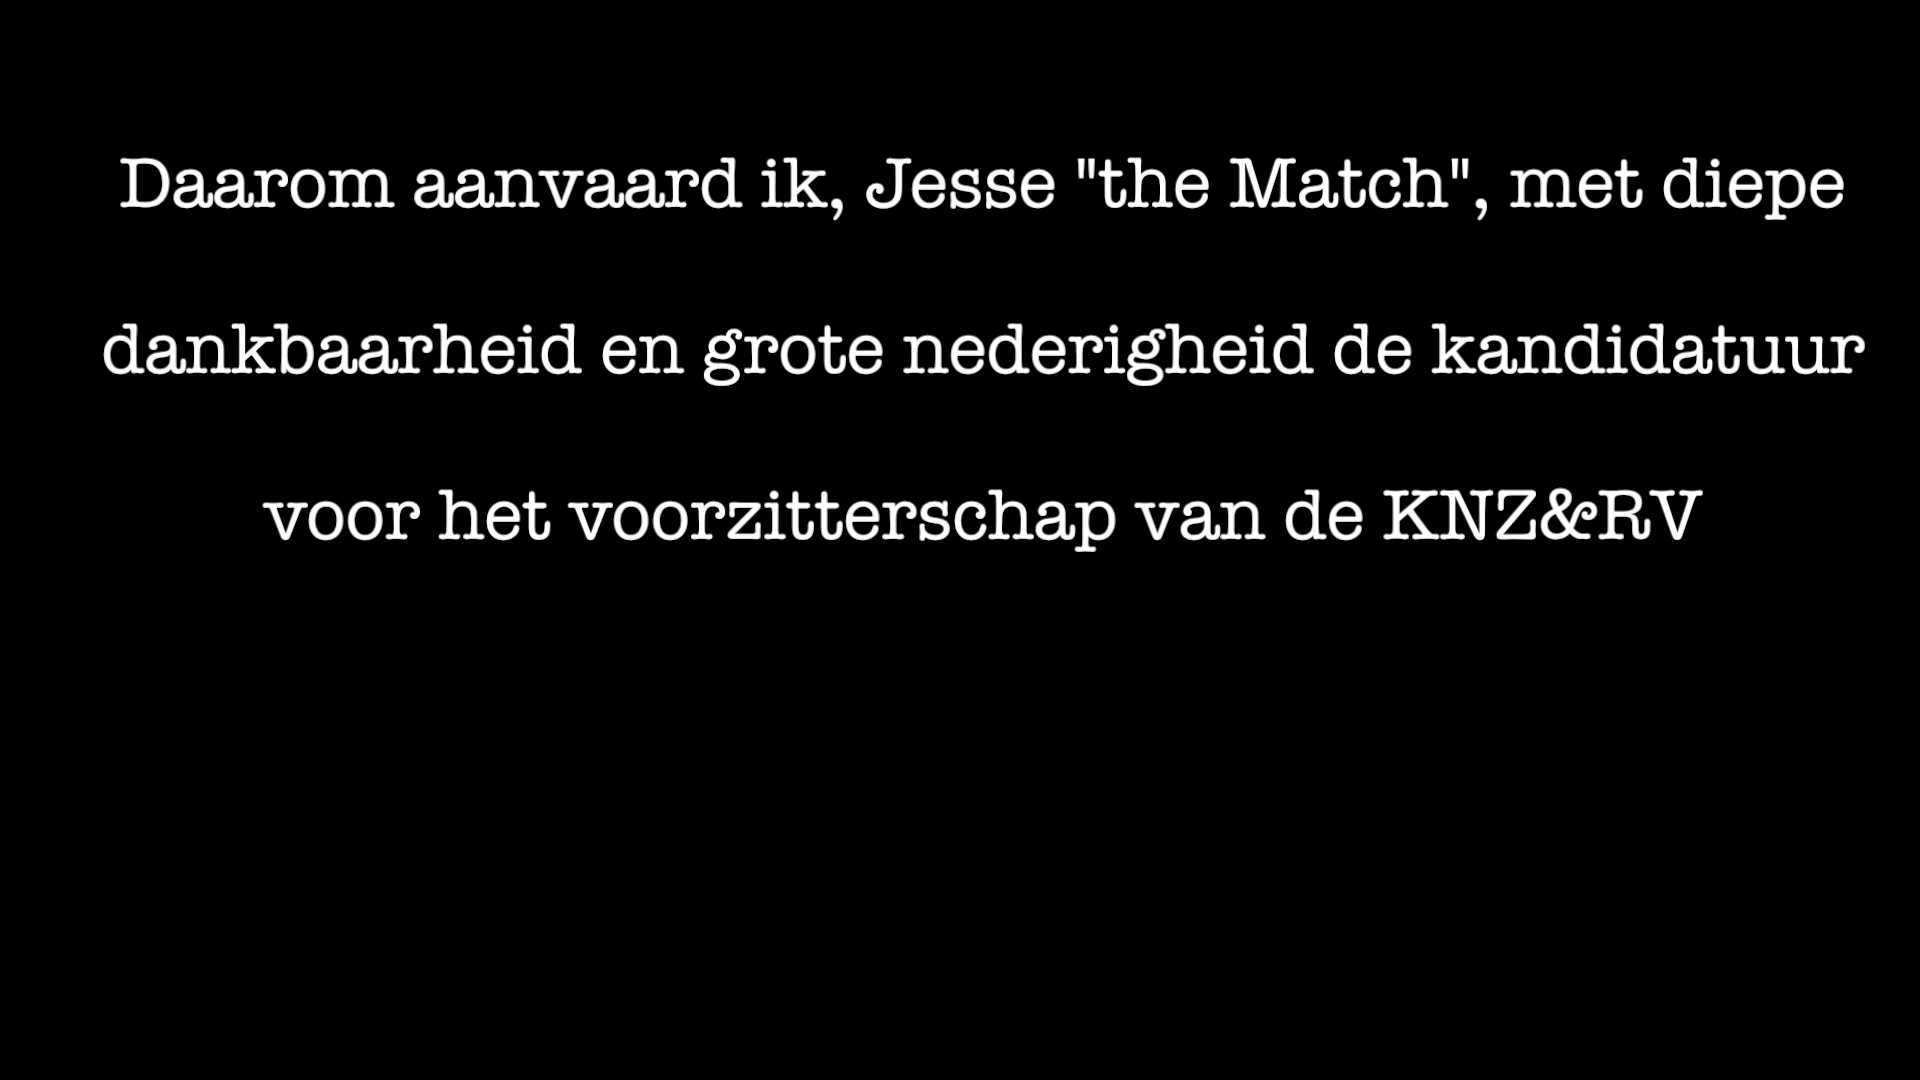 Daarom aanvaard ik, Jesse "the Match", met diepe
dankbaarheid en grote nederigheid de kandidatuur
voor het voorzitterschap van de KNZ&RV